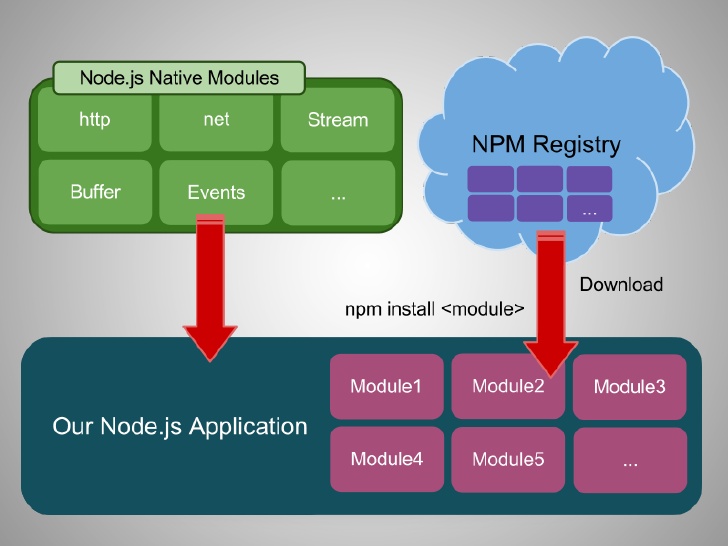 Node.js Native Modules
http
net
Stream
Buffer
Events
...
NPM Registry
...
Download
npm install <module>
Our Node.js Application
Module1
Module2
Module3
Module4
Module5
...